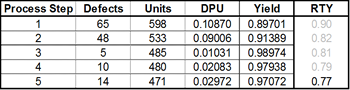 Process Step Defects Units DPU Yield RTY
1 65 598 0.10870 0.89701 0.90
2 48 533 0.09006 0.91389 0.82
3 5 485 0.01031 0.98974 0.81
4 10 480 0.02083 0.97938 0.79
5 14 471 0.02972 0.97072 0.77